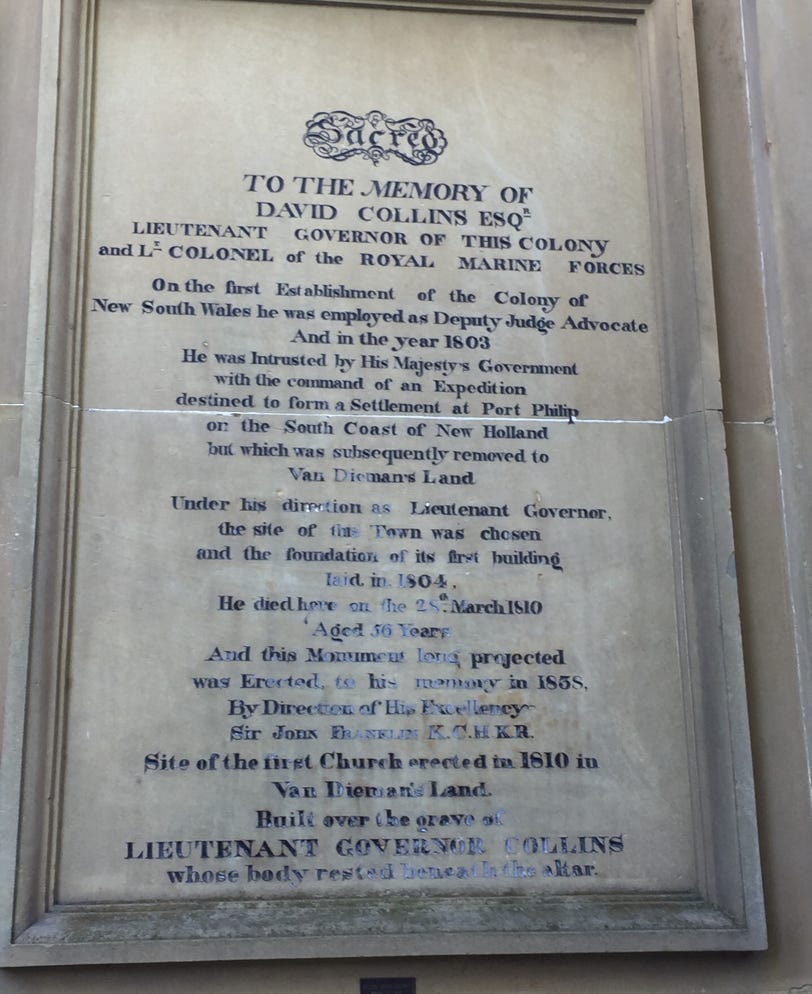 Sacred
TO THE MEMORY OF
DAVID COLLINS ESQR
LIEUTENANT GOVERNOR OF THIS COLONY
and LT COLONEL of the ROYAL MARINE FORCES
On the first Establishment of the Colony of
New South Wales he was employed as Deputy Judge Advocate
And in the year 1803
He was Intrusted by His Majesty's Government
with the command of an Expedition
destined to form a Settlement at Port Philip
on the South Coast of New Holland
but which was subsequently removed to
Van Dieman's Land
Under his direction as Lieutenant Governor,
the site of this Town was chosen
and the foundation of its first building
laid in 1804.
He died here on the 28th March 1810
Aged 56 Years
And this Monument long projected
was Erected, to his memory in 1838,
By Direction of His Excellency
Sir JOHN FRANKLIN K.C.H.K.R.
Site of the first Church erected in 1810 in
Van Dieman's Land.
Built over the grave of
LIEUTENANT GOVERNOR COLLINS
whose body rested beneath the altar.